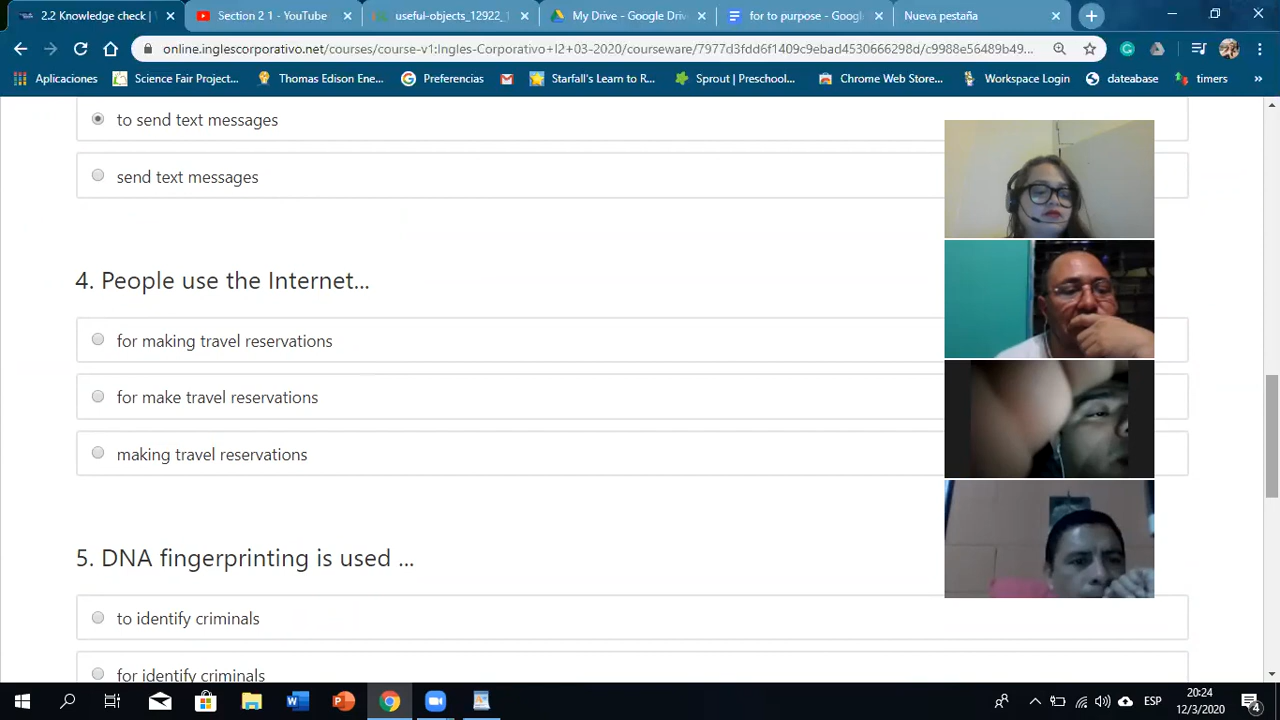 2.2 Knowledge check |
Section 2 1 - YouTube
useful-objects_12922_1
My Drive - Google Driv
for to purpose - Googl
Nueva pestaña
online.inglescorporativo.net/courses/course-v1:Ingles-Corporativo+I2+03-2020/courseware/7977d3fdd6f1409c9ebad4530666298d/c9988e56489b49...
Aplicaciones
Science Fair Project...
Thomas Edison Ene...
Preferencias
Starfall's Learn to R...
Sprout | Preschool...
Chrome Web Store...
Workspace Login
dateabase
timers
»
to send text messages
send text messages
4. People use the Internet...
for making travel reservations
for make travel reservations
making travel reservations
5. DNA fingerprinting is used ...
to identify criminals
for identify criminals
ESP
20:24
12/3/2020
4